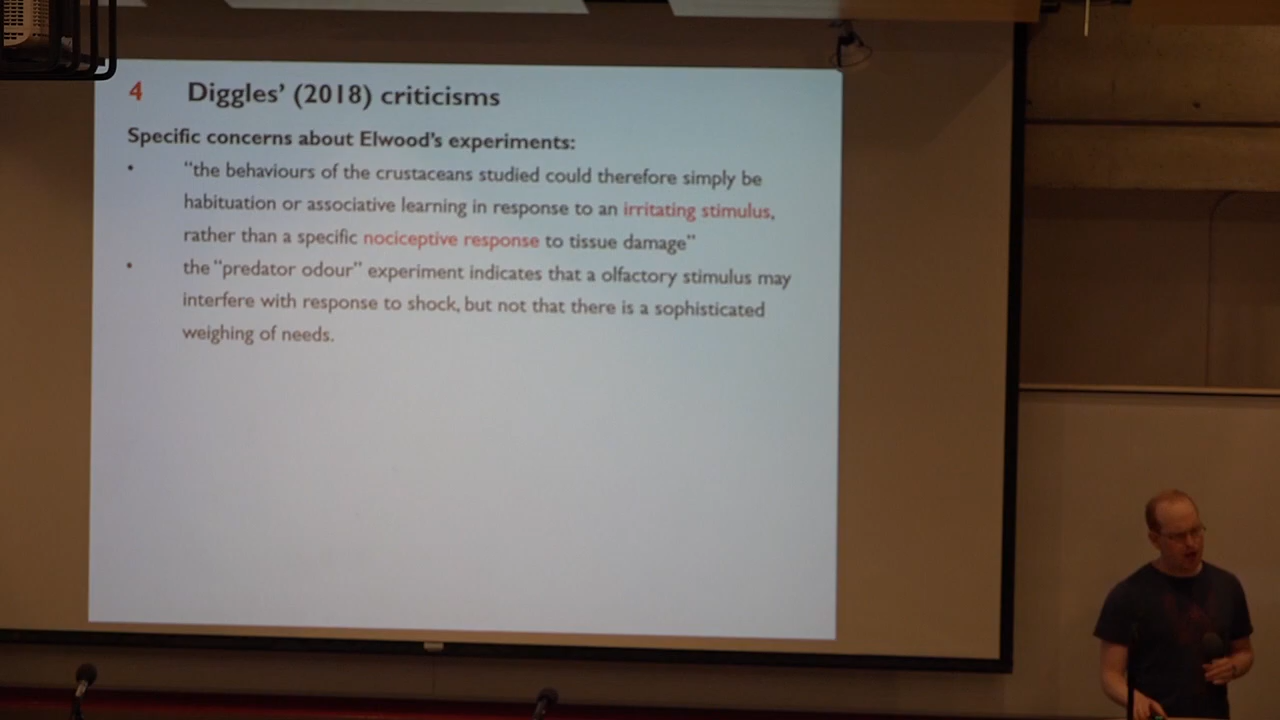 4 Diggles’ (2018) criticisms
Specific concerns about Elwood’s experiments:
• “the behaviours of the crustaceans studied could therefore simply be
habituation or associative learning in response to an irritating stimulus,
rather than a specific nociceptive response to tissue damage”
• the “predator odour” experiment indicates that a olfactory stimulus may
interfere with response to shock, but not that there is a sophisticated
weighing of needs.